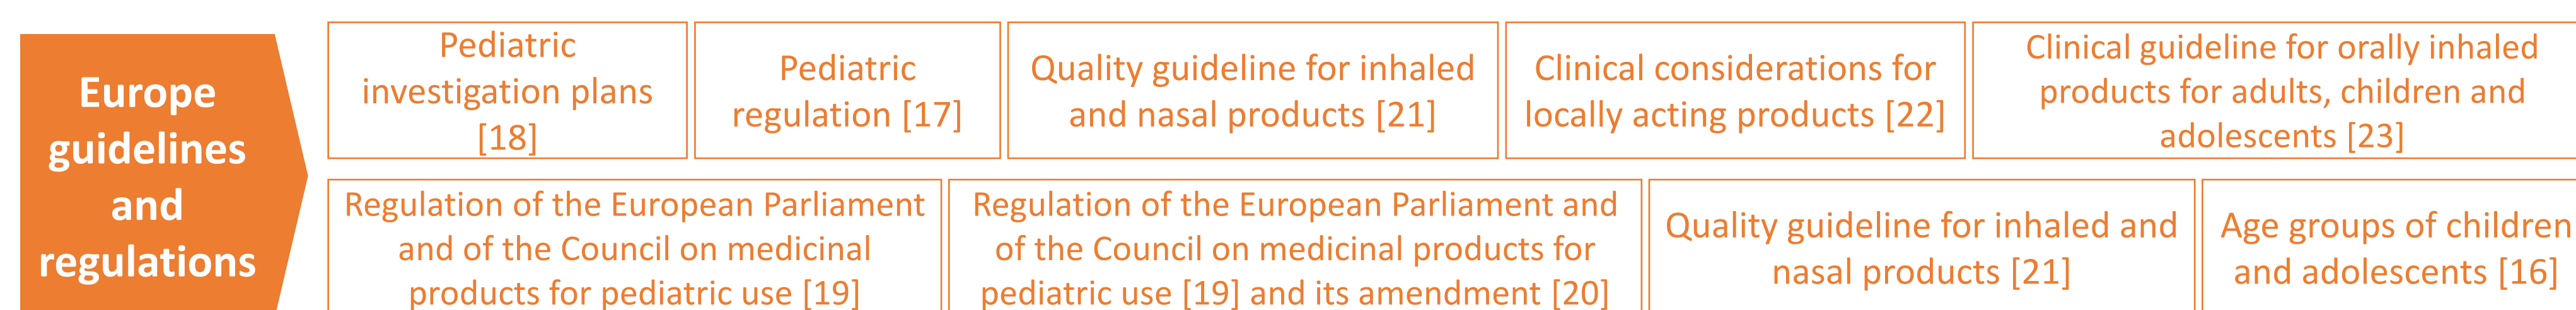 Europe
guidelines
and
regulations
Pediatric
investigation plans
[18]
Pediatric
regulation [17]
Quality guideline for inhaled
and nasal products [21]
Clinical considerations for
locally acting products [22]
Clinical guideline for orally inhaled
products for adults, children and
adolescents [23]
Regulation of the European Parliament
and of the Council on medicinal
products for pediatric use [19]
Regulation of the European Parliament and
of the Council on medicinal products for
pediatric use [19] and its amendment [20]
Quality guideline for inhaled and
nasal products [21]
Age groups of children
and adolescents [16]